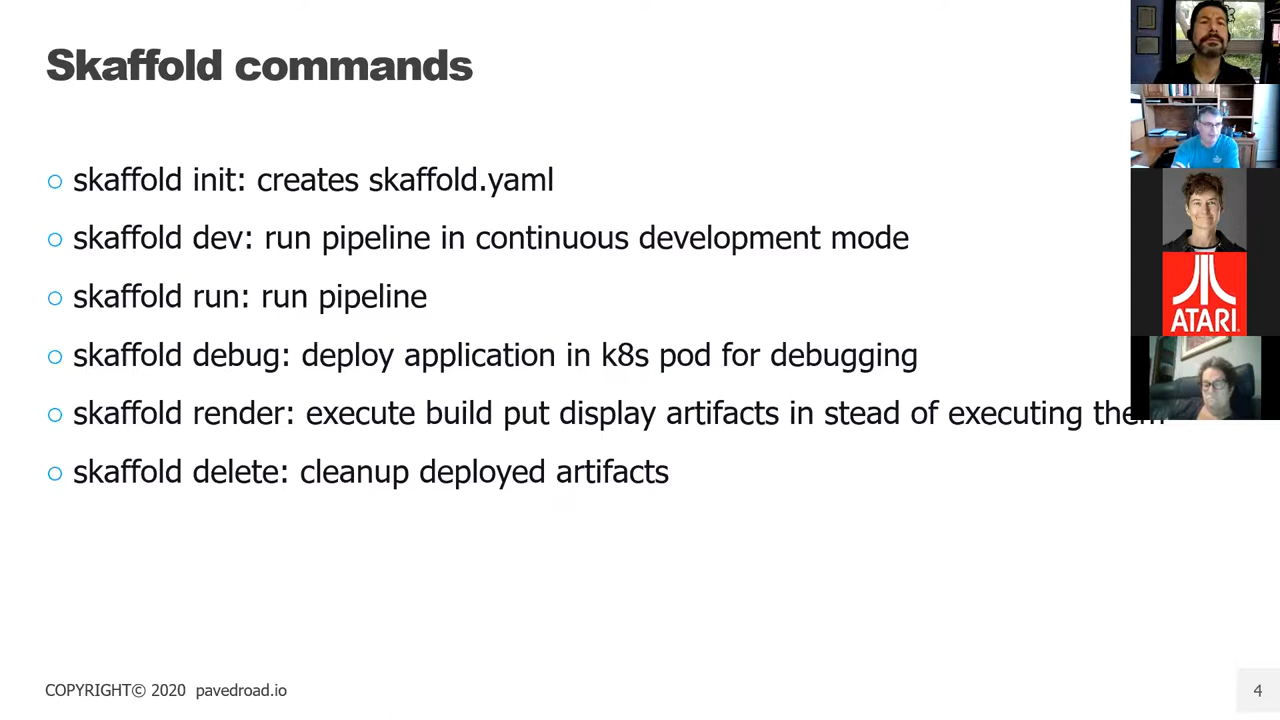 Skaffold commands
skaffold init: creates skaffold.yaml
skaffold dev: run pipeline in continuous development mode
skaffold run: run pipeline
skaffold debug: deploy application in k8s pod for debugging
skaffold render: execute build put display artifacts in stead of executing them
skaffold delete: cleanup deployed artifacts
ATARI
COPYRIGHT© 2020 pavedroad.io
4